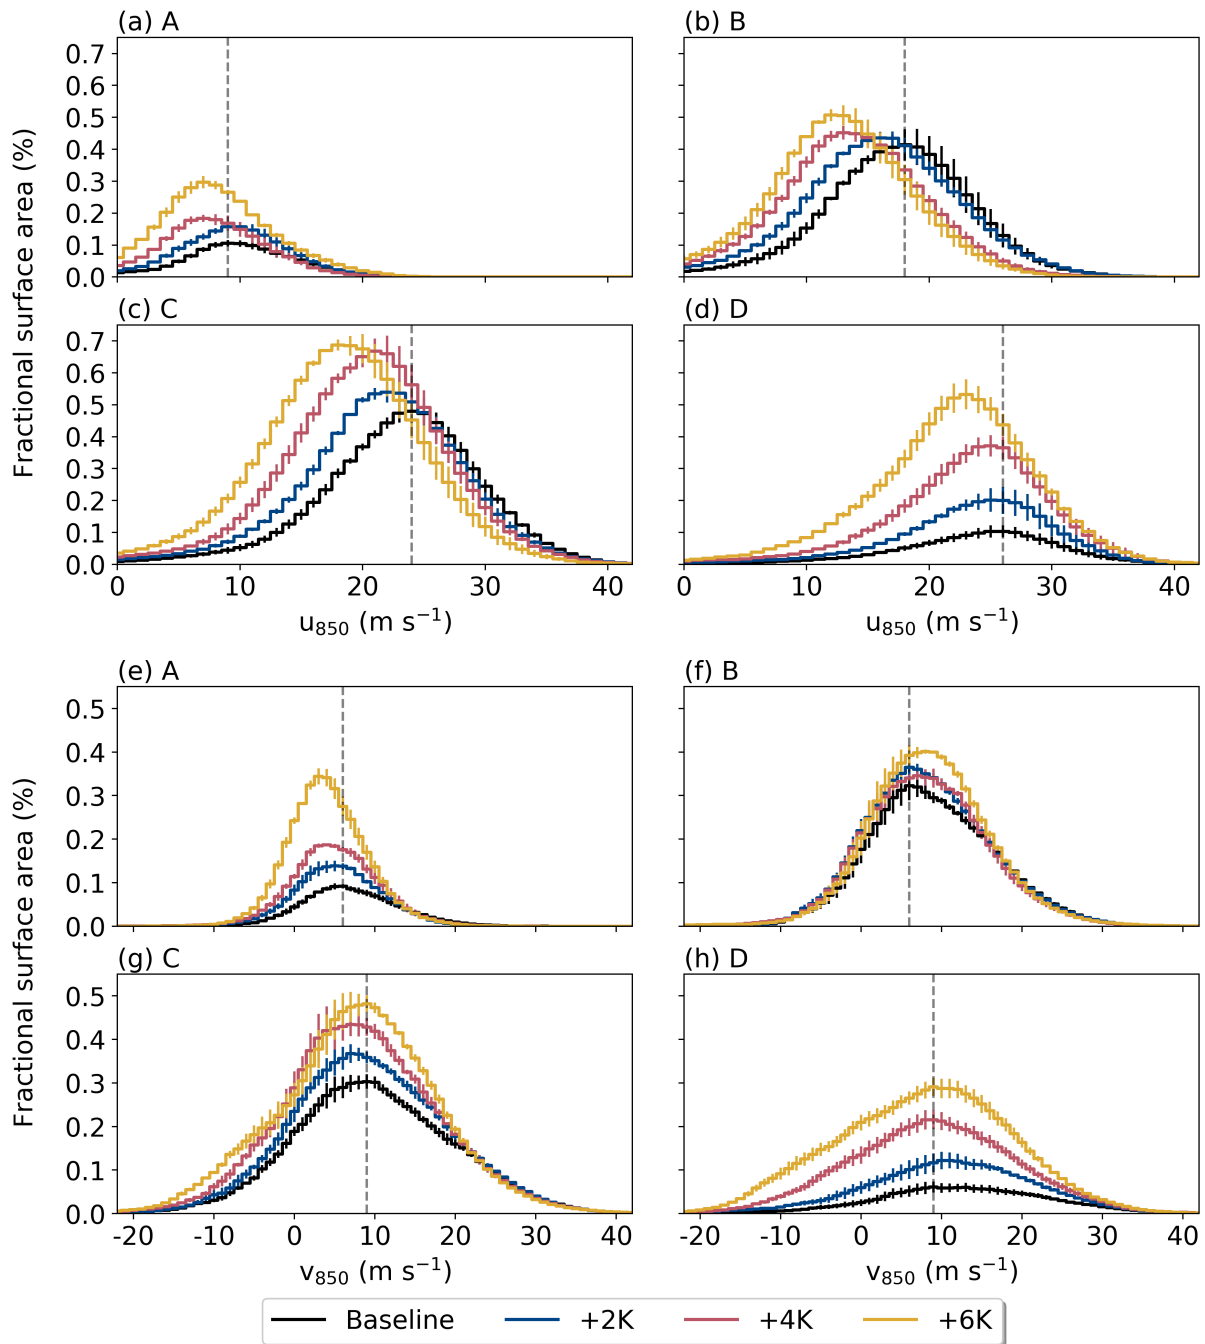 (a) A
(b) B
0.7
0.6
0.5
0.4
0.3
0.2
0.1
0.0
Fractional surface area (%)
(c) C
(d) D
0.7
0.6
0.5
0.4
0.3
0.2
0.1
0.0
0 10 20 30 40
0 10 20 30 40
u₈₅₀ (m s⁻¹)
u₈₅₀ (m s⁻¹)
(e) A
(f) B
0.5
0.4
0.3
0.2
0.1
0.0
Fractional surface area (%)
(g) C
(h) D
0.5
0.4
0.3
0.2
0.1
0.0
-20 -10 0 10 20 30 40
-20 -10 0 10 20 30 40
v₈₅₀ (m s⁻¹)
v₈₅₀ (m s⁻¹)
Baseline +2K +4K +6K